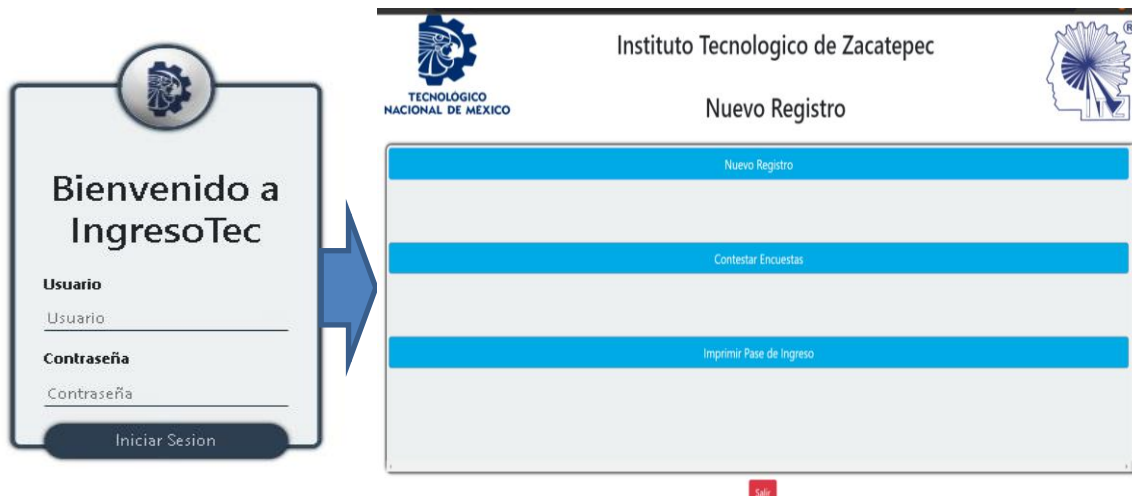 Bienvenido a
IngresoTec
Usuario
Usuario
Contraseña
Contraseña
Iniciar Sesion
TECNOLÓGICO
NACIONAL DE MÉXICO
Instituto Tecnologico de Zacatepec
Nuevo Registro
®
ITZ
Nuevo Registro
Contestar Encuestas
Imprimir Pase de Ingreso
Salir